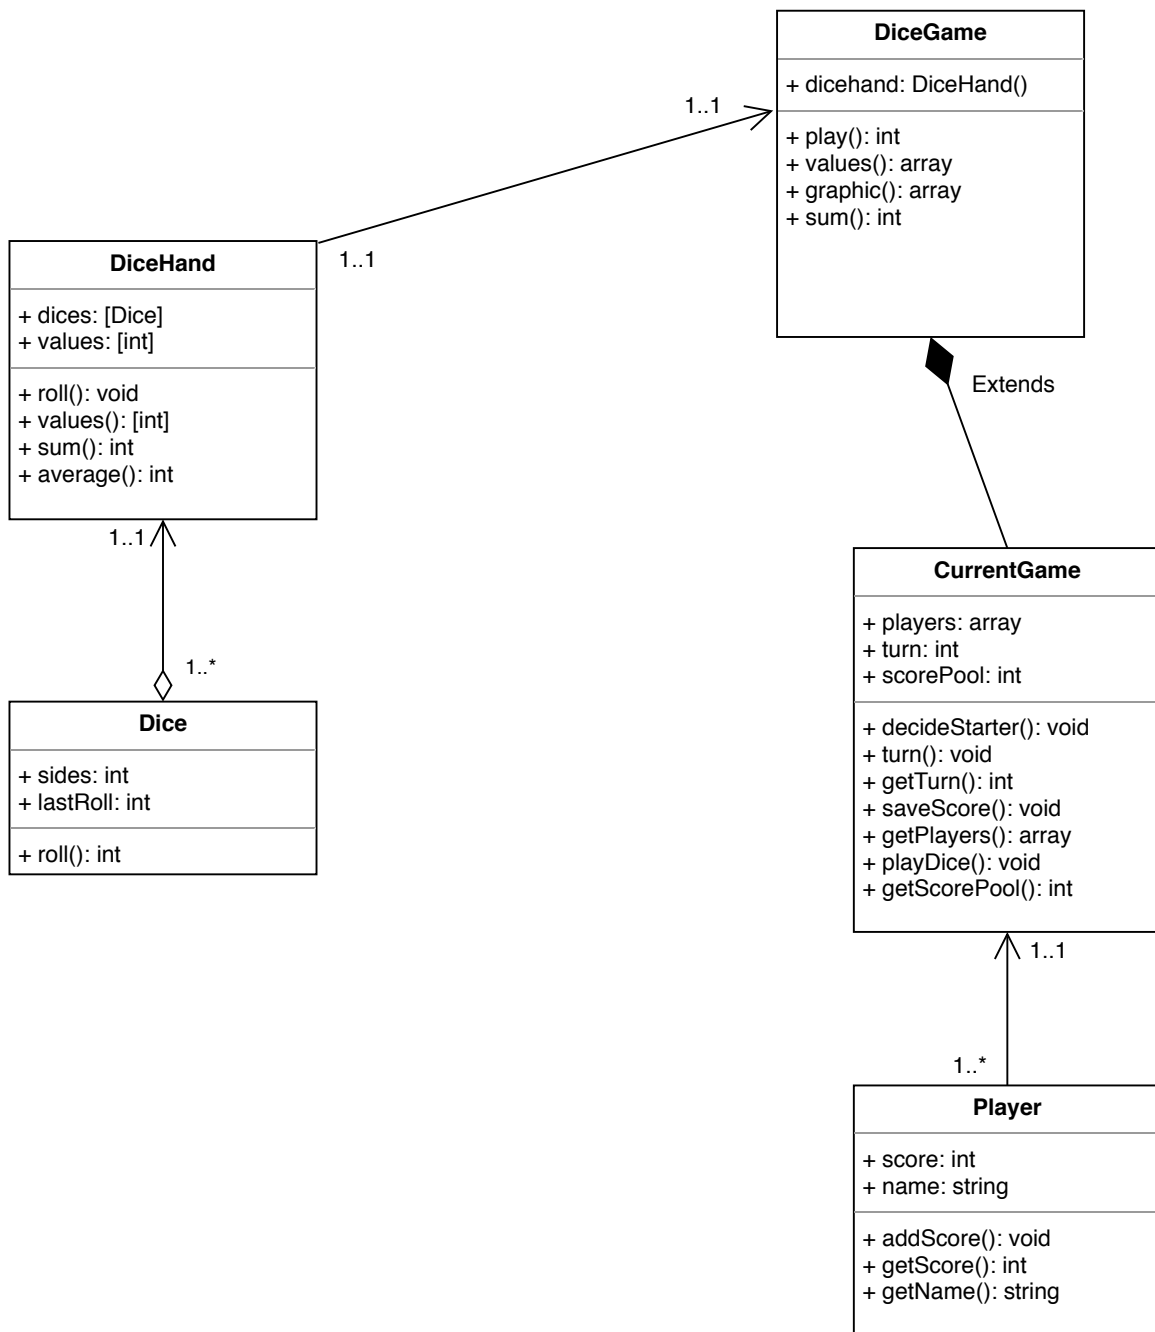 DiceGame
+ dicehand: DiceHand()
+ play(): int
+ values(): array
+ graphic(): array
+ sum(): int
1..1
1..1
DiceHand
+ dices: [Dice]
+ values: [int]
+ roll(): void
+ values(): [int]
+ sum(): int
+ average(): int
Extends
1..1
1..*
Dice
+ sides: int
+ lastRoll: int
+ roll(): int
CurrentGame
+ players: array
+ turn: int
+ scorePool: int
+ decideStarter(): void
+ turn(): void
+ getTurn(): int
+ saveScore(): void
+ getPlayers(): array
+ playDice(): void
+ getScorePool(): int
1..1
1..*
Player
+ score: int
+ name: string
+ addScore(): void
+ getScore(): int
+ getName(): string